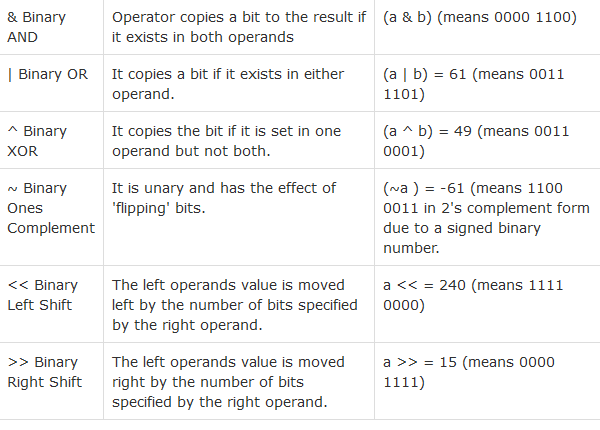 & Binary AND | Operator copies a bit to the result if it exists in both operands | (a & b) (means 0000 1100)
| Binary OR | It copies a bit if it exists in either operand. | (a | b) = 61 (means 0011 1101)
^ Binary XOR | It copies the bit if it is set in one operand but not both. | (a ^ b) = 49 (means 0011 0001)
~ Binary Ones Complement | It is unary and has the effect of 'flipping' bits. | (~a ) = -61 (means 1100 0011 in 2's complement form due to a signed binary number.
<< Binary Left Shift | The left operands value is moved left by the number of bits specified by the right operand. | a << = 240 (means 1111 0000)
>> Binary Right Shift | The left operands value is moved right by the number of bits specified by the right operand. | a >> = 15 (means 0000 1111)